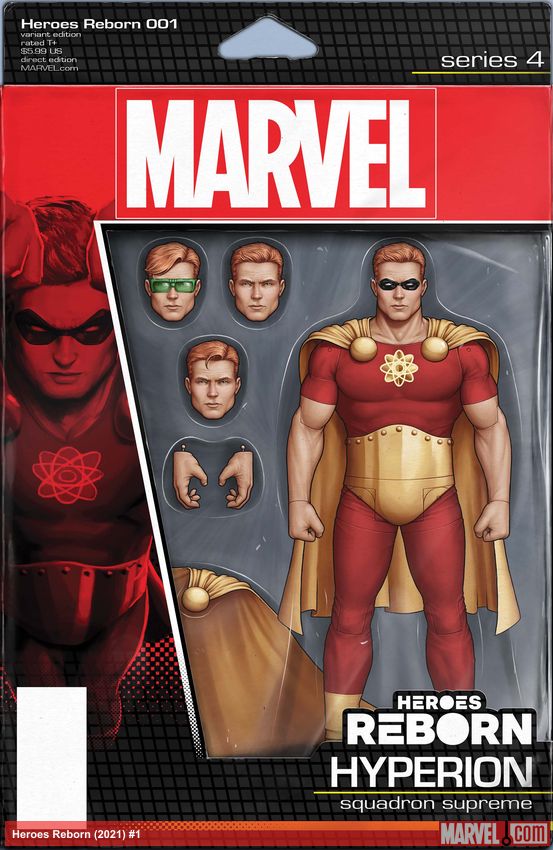 Heroes Reborn 001
variant edition
rated T+
$5.99 US
direct edition
MARVEL.com
series 4
MARVEL
HEROES
REBORN
HYPERION
squadron supreme
Heroes Reborn (2021) #1
MARVEL.com